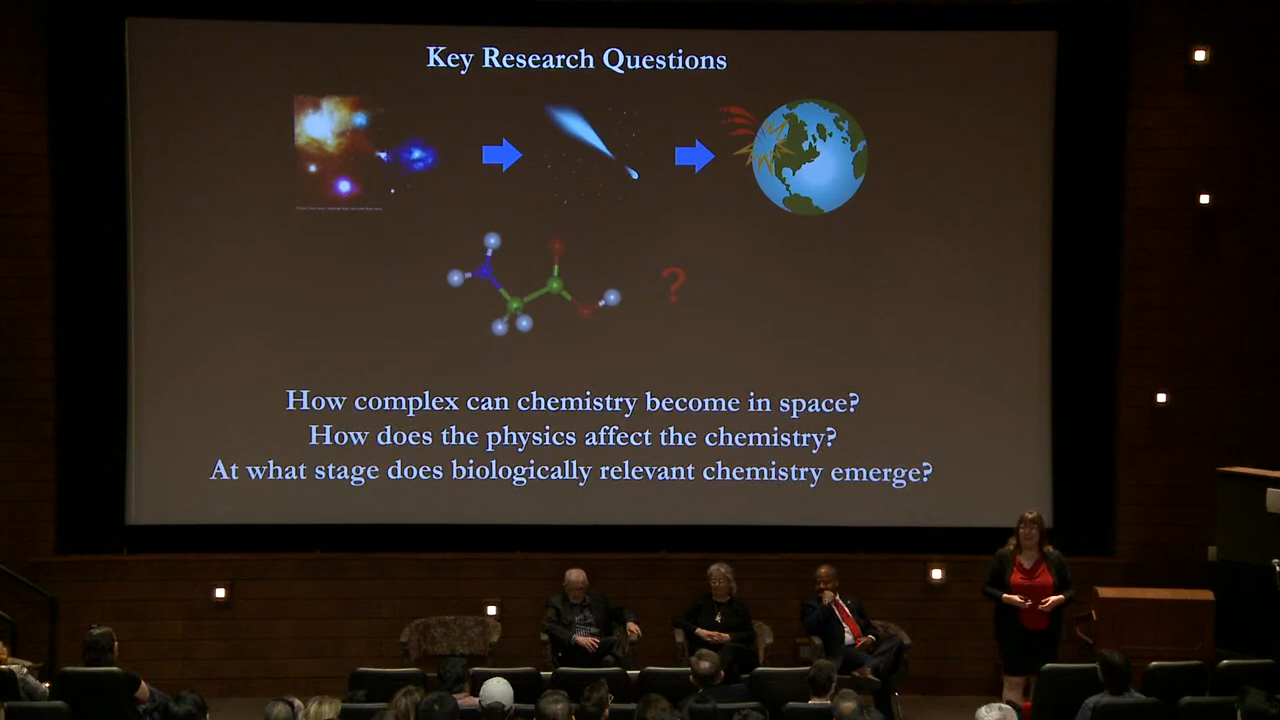 Key Research Questions
?
How complex can chemistry become in space?
How does the physics affect the chemistry?
At what stage does biologically relevant chemistry emerge?